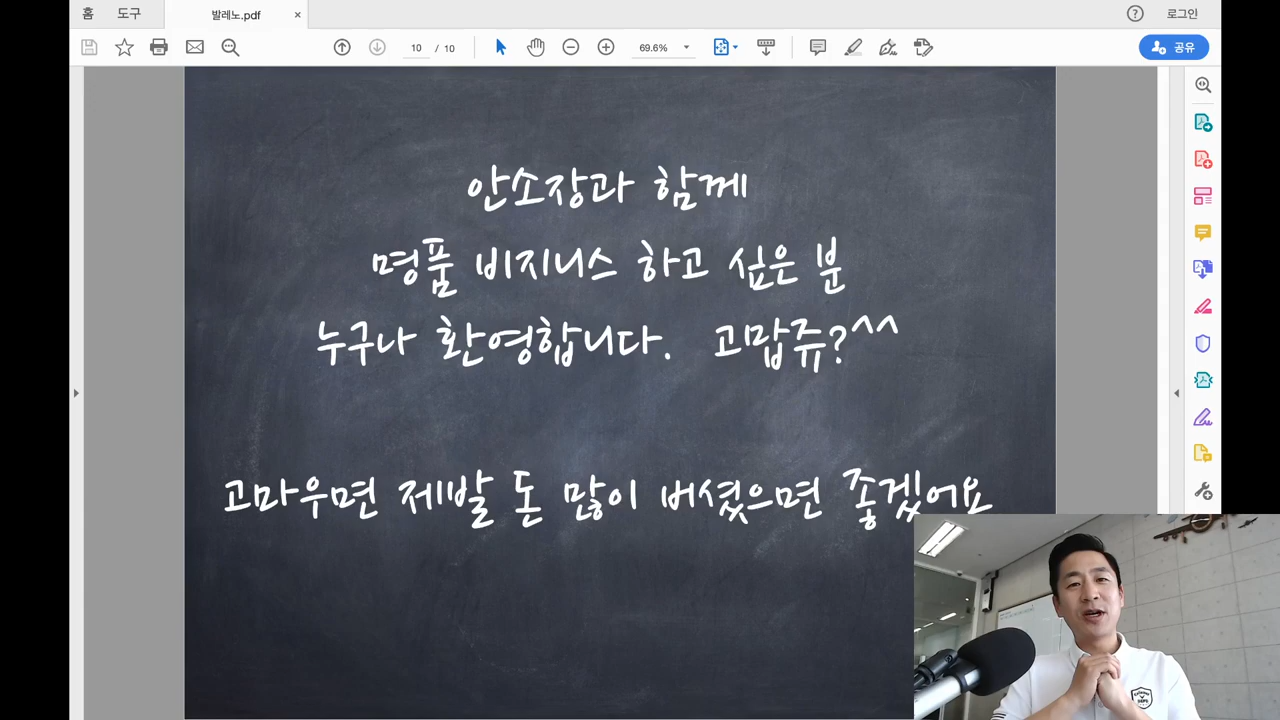 홈 도구 발레노.pdf × ? 로그인
10 / 10 69.6% 공유
안소장과 함께
명품 비지니스 하고 싶은 분
누구나 환영합니다. 고맙쥬?^^
고마우면 제발 돈 많이 버셨으면 좋겠어요